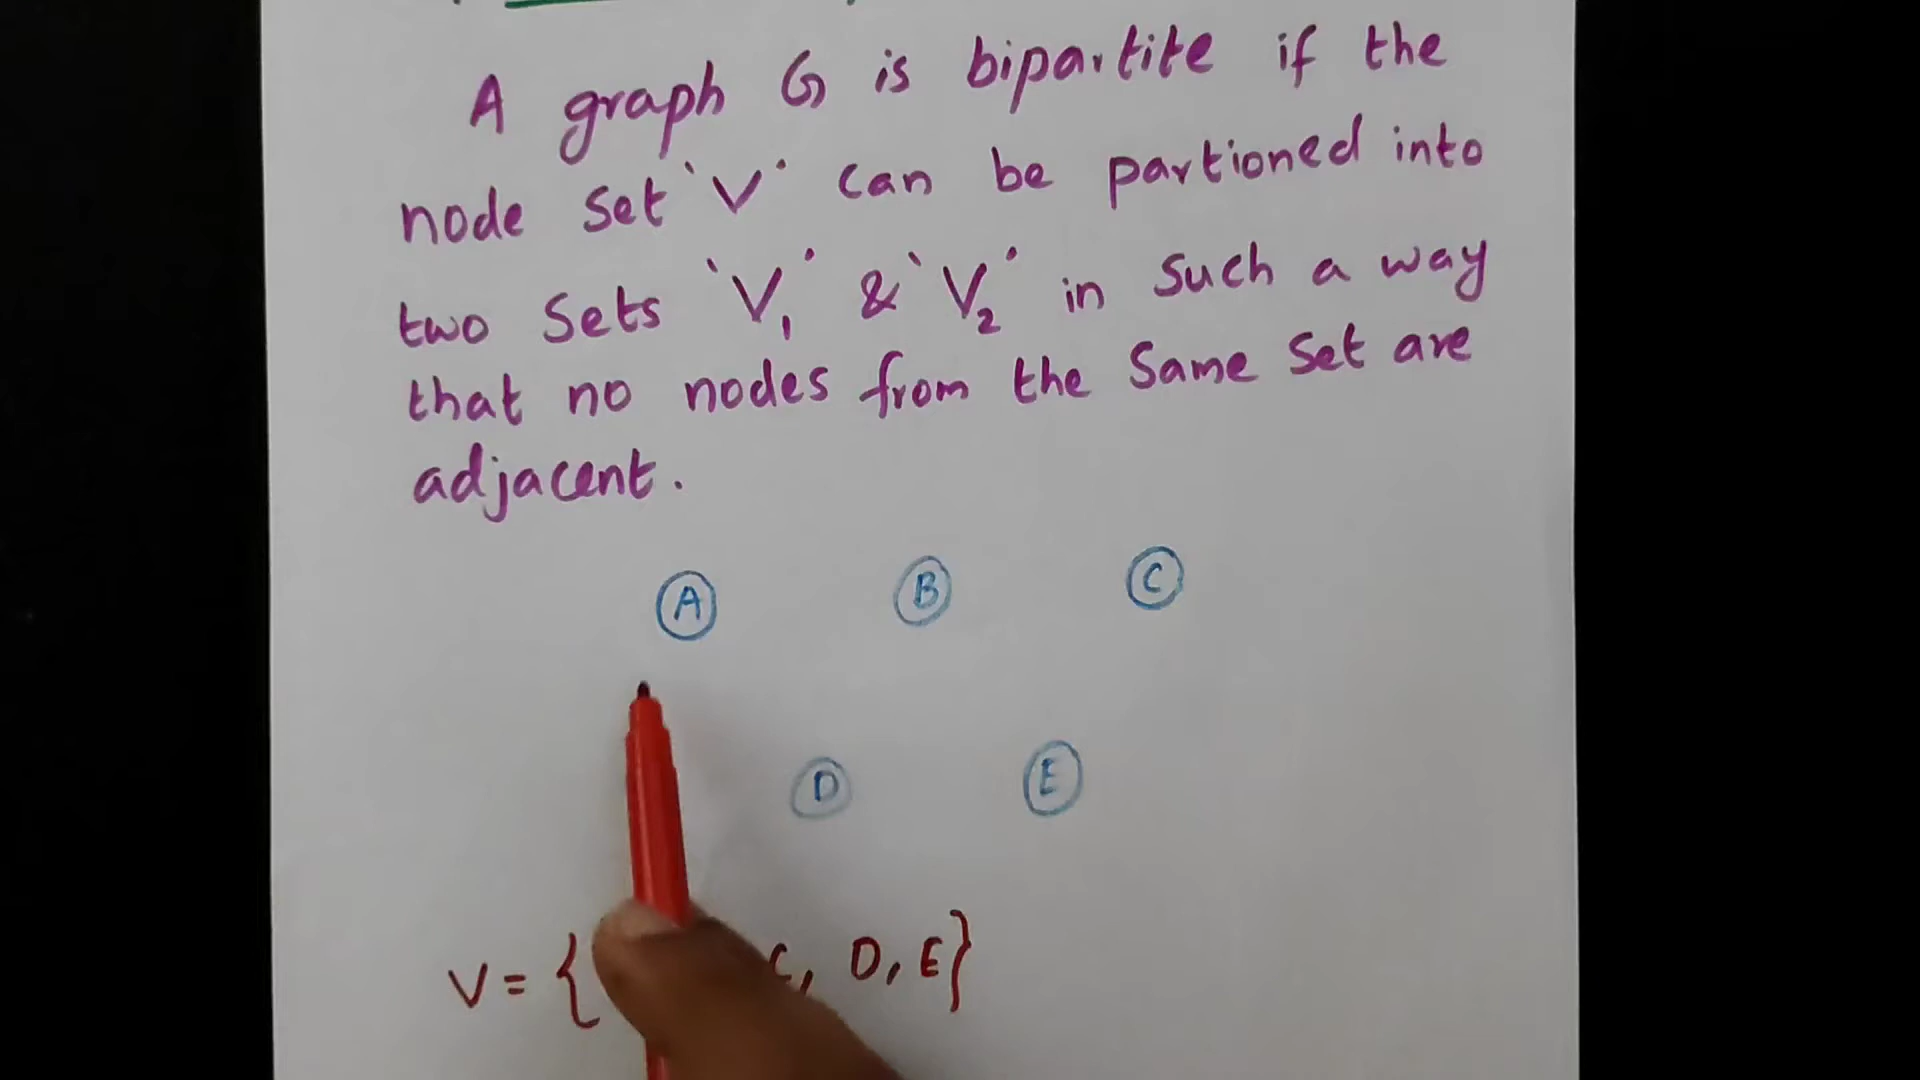 A graph G is bipartite if the
node set 'V' can be partioned into
two sets 'V₁' & 'V₂' in such a way
that no nodes from the same set are
adjacent.
A B C
D E
V = { C, D, E}